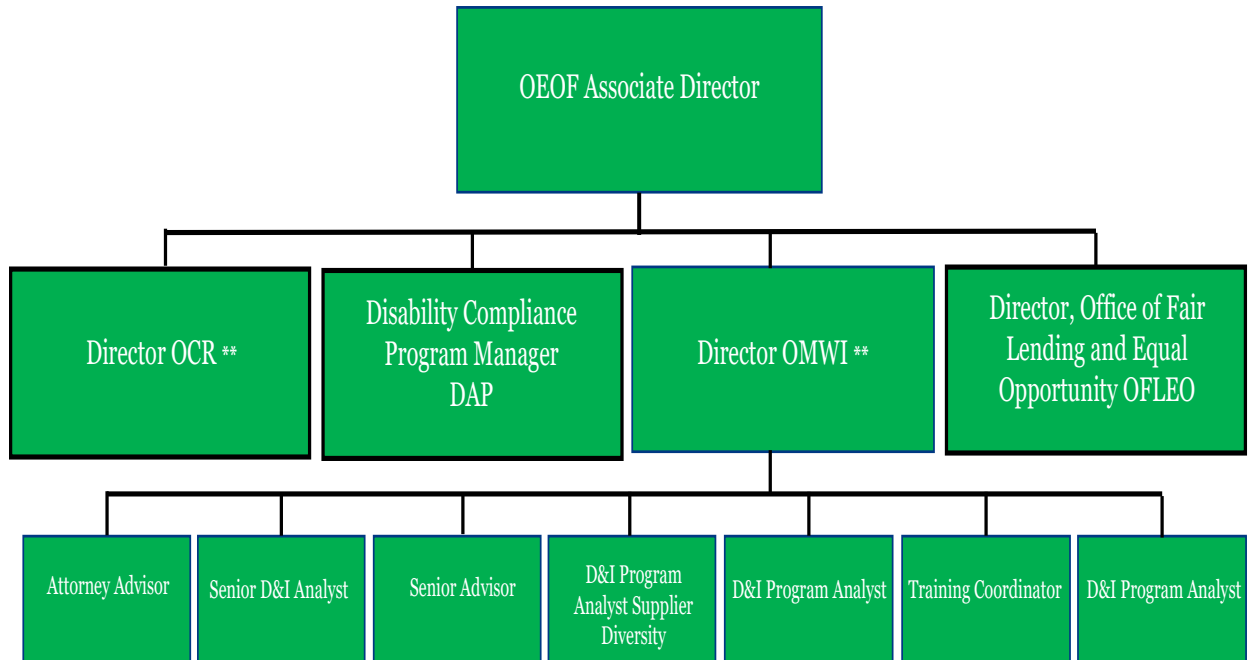 OEOF Associate Director
Director OCR **
Disability Compliance
Program Manager
DAP
Director OMWI **
Director, Office of Fair
Lending and Equal
Opportunity OFLEO
Attorney Advisor
Senior D&I Analyst
Senior Advisor
D&I Program
Analyst Supplier
Diversity
D&I Program Analyst
Training Coordinator
D&I Program Analyst